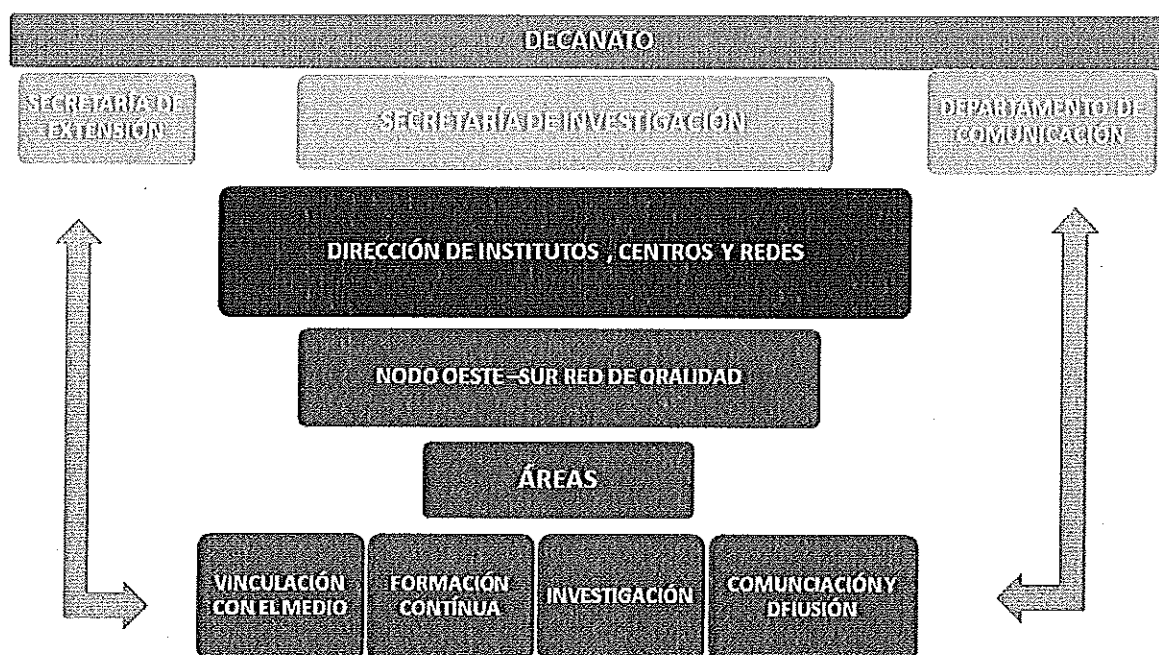 DECANATO
SECRETARÍA DE
EXTENSIÓN
SECRETARÍA DE INVESTIGACIÓN
DEPARTAMENTO DE
COMUNICACIÓN
DIRECCIÓN DE INSTITUTOS , CENTROS Y REDES
NODO OESTE –SUR RED DE ORALIDAD
ÁREAS
VINCULACIÓN
CON EL MEDIO
FORMACIÓN
CONTÍNUA
INVESTIGACIÓN
COMUNCIACIÓN Y
DFIUSIÓN